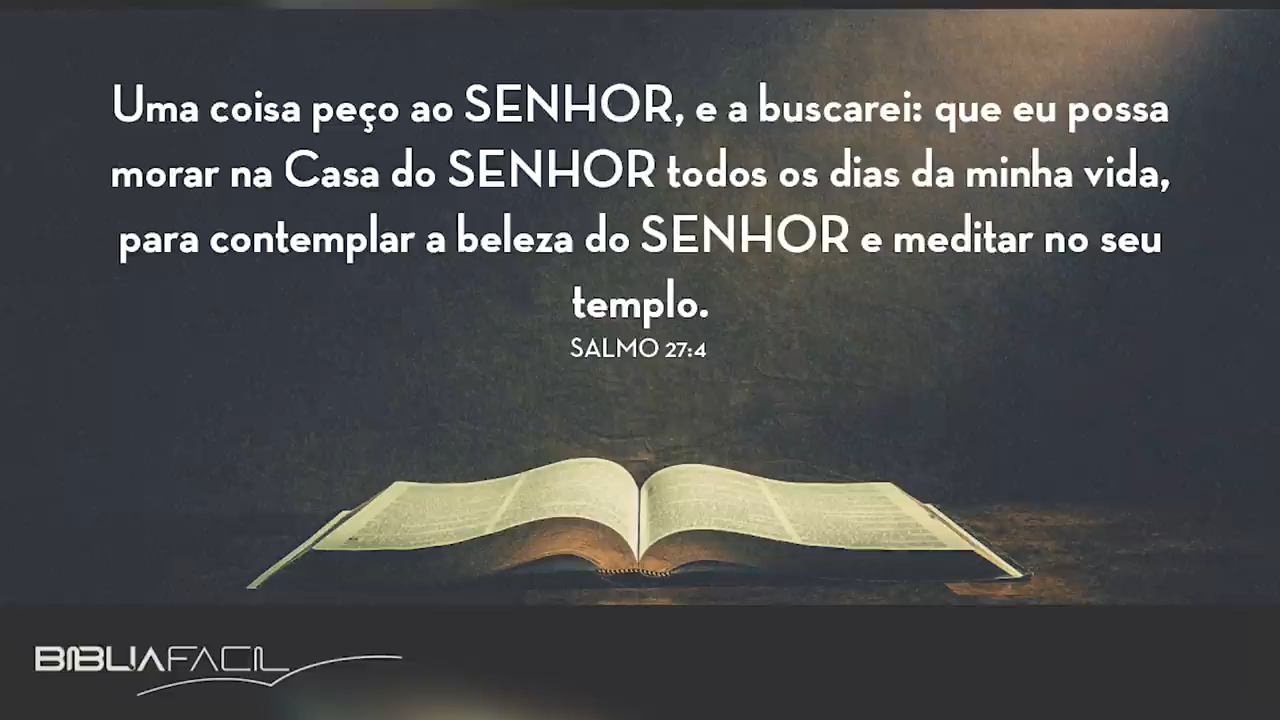 Uma coisa peço ao SENHOR, e a buscarei: que eu possa
morar na Casa do SENHOR todos os dias da minha vida,
para contemplar a beleza do SENHOR e meditar no seu
templo.
SALMO 27:4
BIBLIAFACIL